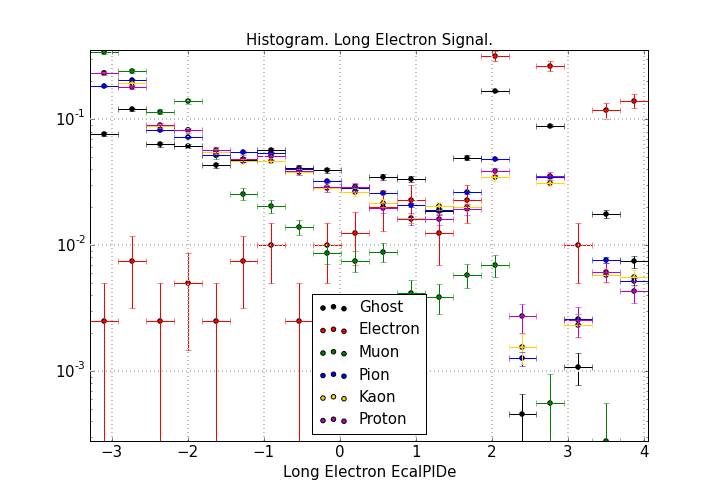 Histogram. Long Electron Signal.
10⁻¹
10⁻²
10⁻³
Ghost
Electron
Muon
Pion
Kaon
Proton
−3 −2 −1 0 1 2 3 4
Long Electron EcalPIDe